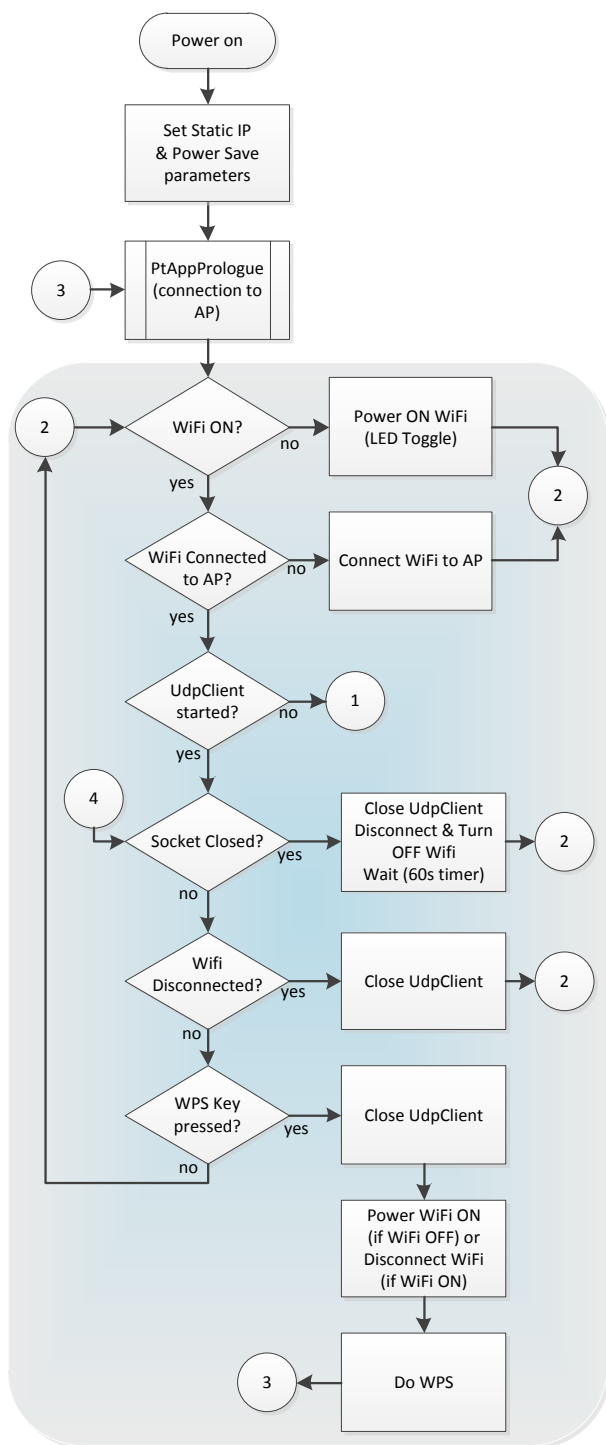 Power on
Set Static IP
& Power Save
parameters
3
PtAppPrologue
(connection to
AP)
2
WiFi ON?
no
Power ON WiFi
(LED Toggle)
yes
2
WiFi Connected
to AP?
no
Connect WiFi to AP
yes
UdpClient
started?
no
1
yes
4
Socket Closed?
yes
Close UdpClient
Disconnect & Turn
OFF Wifi
Wait (60s timer)
2
no
Wifi
Disconnected?
yes
Close UdpClient
2
no
WPS Key
pressed?
yes
Close UdpClient
no
Power WiFi ON
(if WiFi OFF) or
Disconnect WiFi
(if WiFi ON)
3
Do WPS